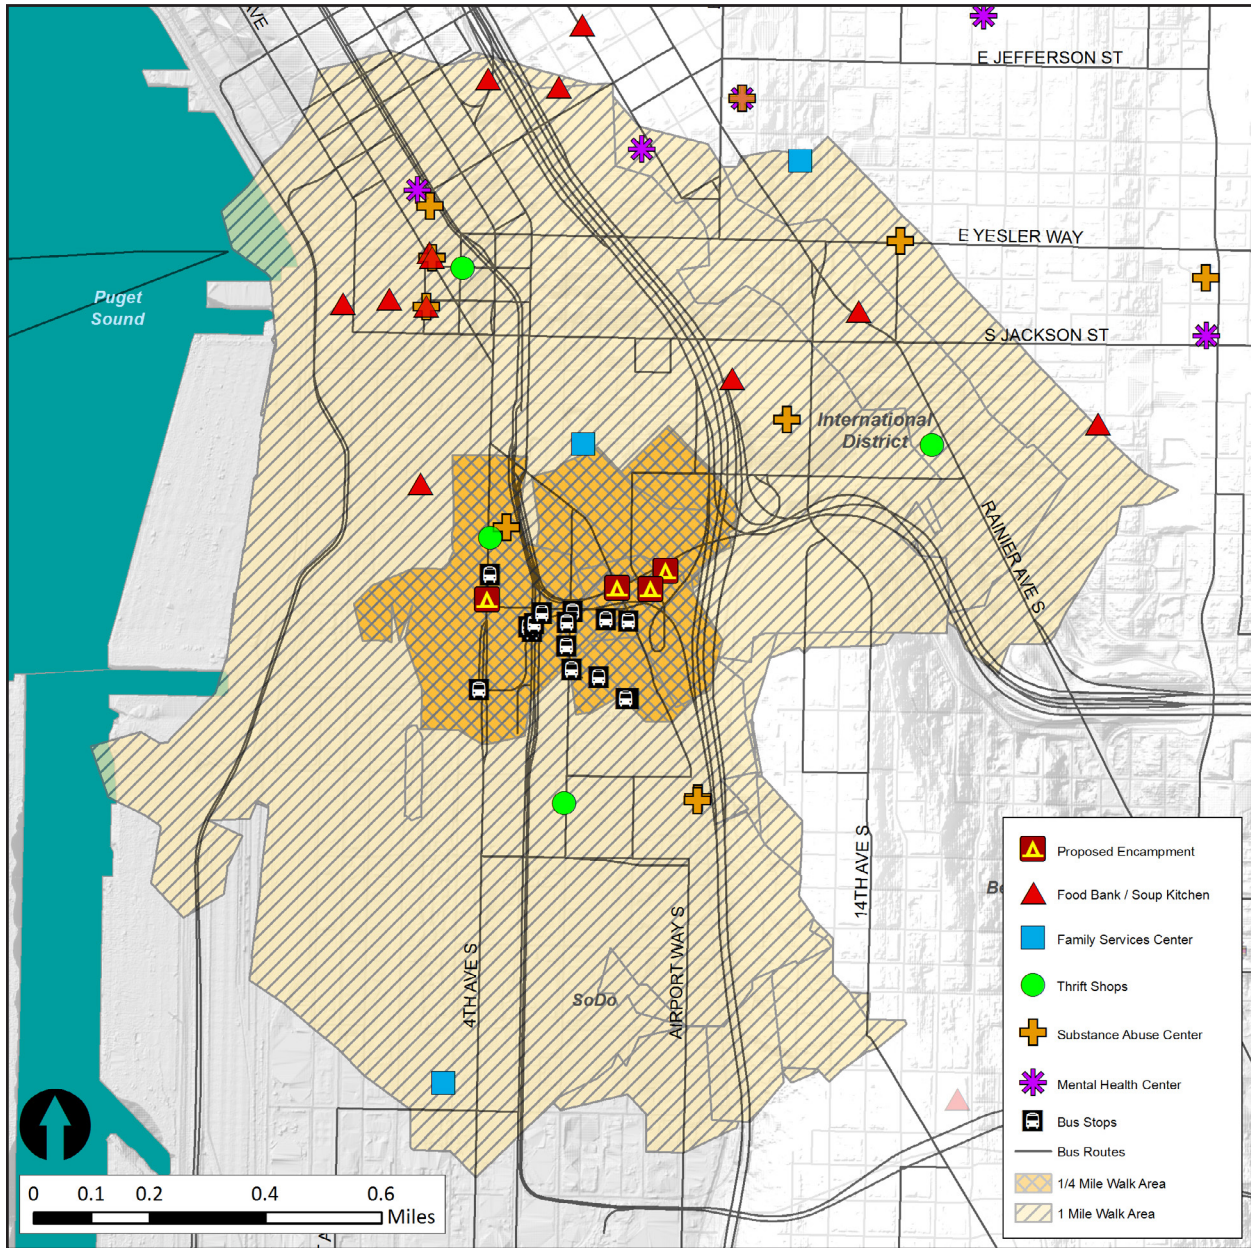 AVE
E JEFFERSON ST
E YESLER WAY
Puget
Sound
S JACKSON ST
International
District
RAINIER AVE S
14TH AVE S
4TH AVE S
AIRPORT WAY S
SoDo
Be
Proposed Encampment
Food Bank / Soup Kitchen
Family Services Center
Thrift Shops
Substance Abuse Center
Mental Health Center
Bus Stops
Bus Routes
1/4 Mile Walk Area
1 Mile Walk Area
0 0.1 0.2 0.4 0.6
Miles